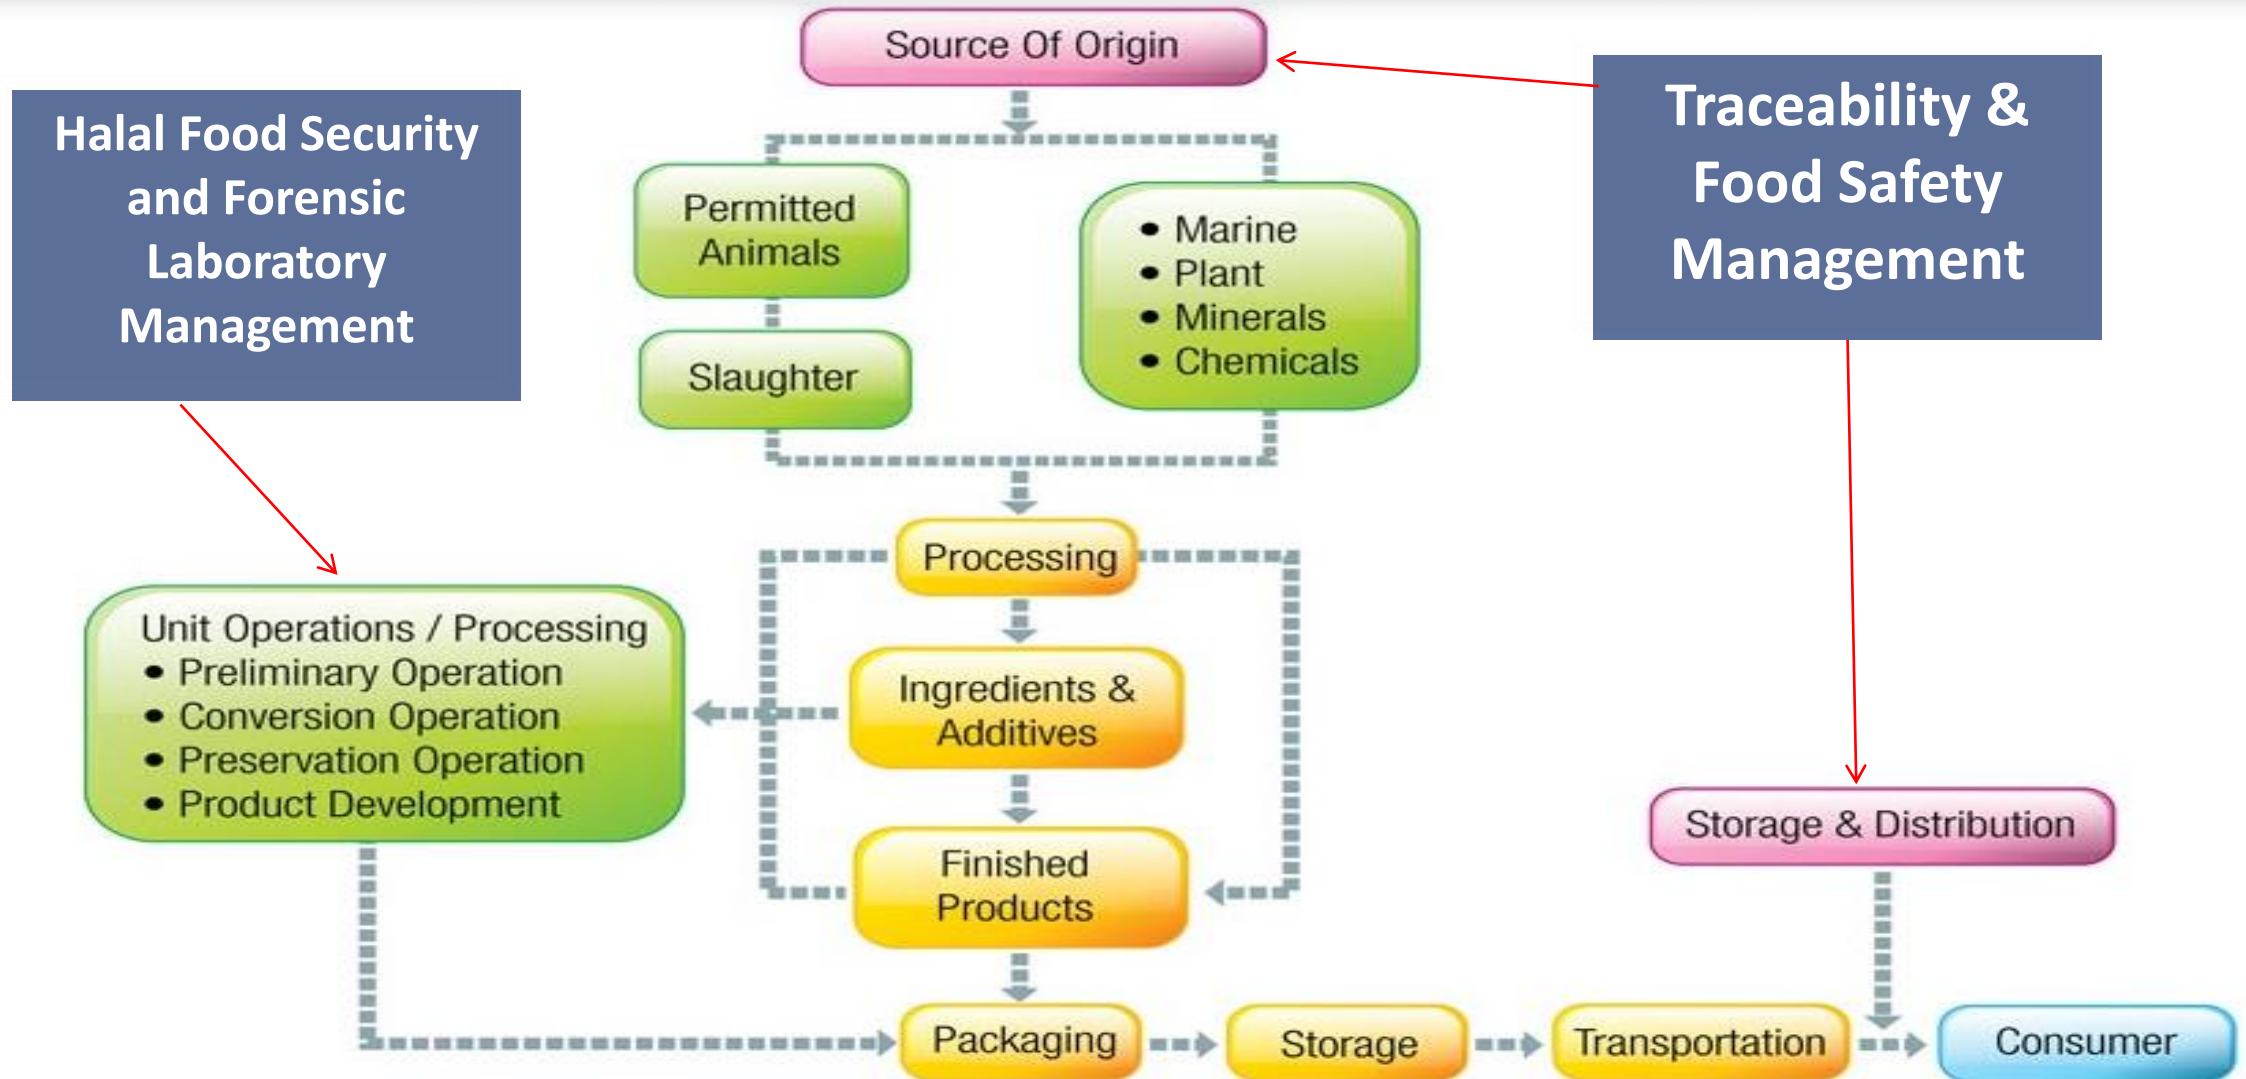 Source Of Origin
Halal Food Security
and Forensic
Laboratory
Management
Traceability &
Food Safety
Management
Permitted
Animals
• Marine
• Plant
• Minerals
• Chemicals
Slaughter
Processing
Unit Operations / Processing
• Preliminary Operation
• Conversion Operation
• Preservation Operation
• Product Development
Ingredients &
Additives
Finished
Products
Storage & Distribution
Packaging
Storage
Transportation
Consumer